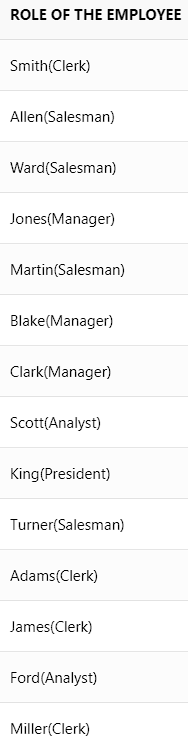 ROLE OF THE EMPLOYEE
Smith(Clerk)
Allen(Salesman)
Ward(Salesman)
Jones(Manager)
Martin(Salesman)
Blake(Manager)
Clark(Manager)
Scott(Analyst)
King(President)
Turner(Salesman)
Adams(Clerk)
James(Clerk)
Ford(Analyst)
Miller(Clerk)